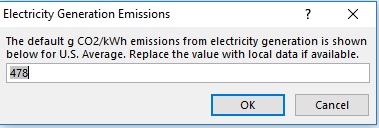 Electricity Generation Emissions ? ×
The default g CO2/kWh emissions from electricity generation is shown
below for U.S. Average. Replace the value with local data if available.
478
OK Cancel